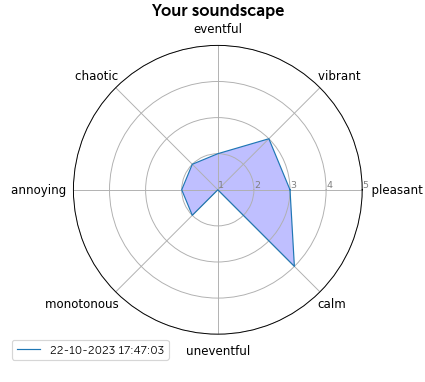 Your soundscape
eventful
chaotic
vibrant
annoying
1 2 3 4 5
pleasant
monotonous
calm
uneventful
22-10-2023 17:47:03